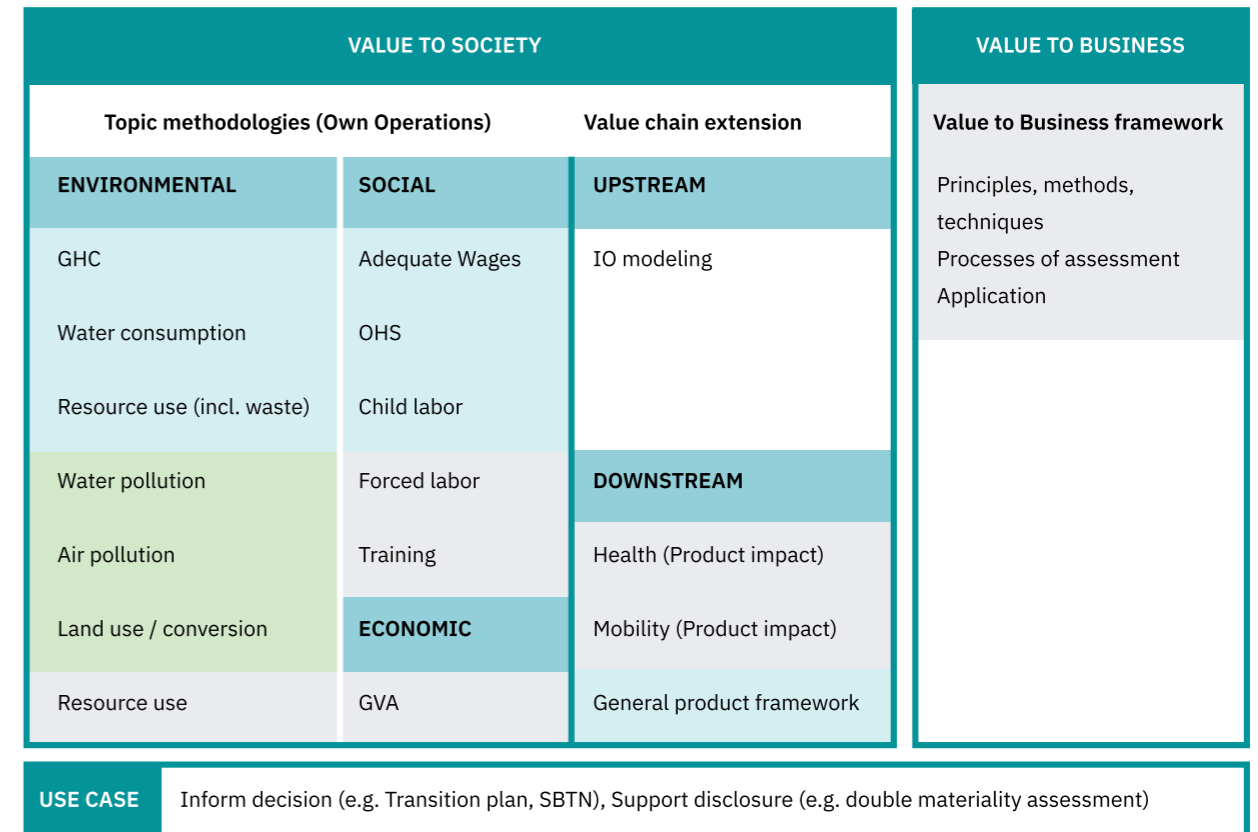 VALUE TO SOCIETY
Topic methodologies (Own Operations)
Value chain extension
ENVIRONMENTAL
GHC
Water consumption
Resource use (incl. waste)
Water pollution
Air pollution
Land use / conversion
Resource use
SOCIAL
Adequate Wages
OHS
Child labor
Forced labor
Training
ECONOMIC
GVA
UPSTREAM
IO modeling
DOWNSTREAM
Health (Product impact)
Mobility (Product impact)
General product framework
VALUE TO BUSINESS
Value to Business framework
Principles, methods,
techniques
Processes of assessment
Application
USE CASE
Inform decision (e.g. Transition plan, SBTN), Support disclosure (e.g. double materiality assessment)